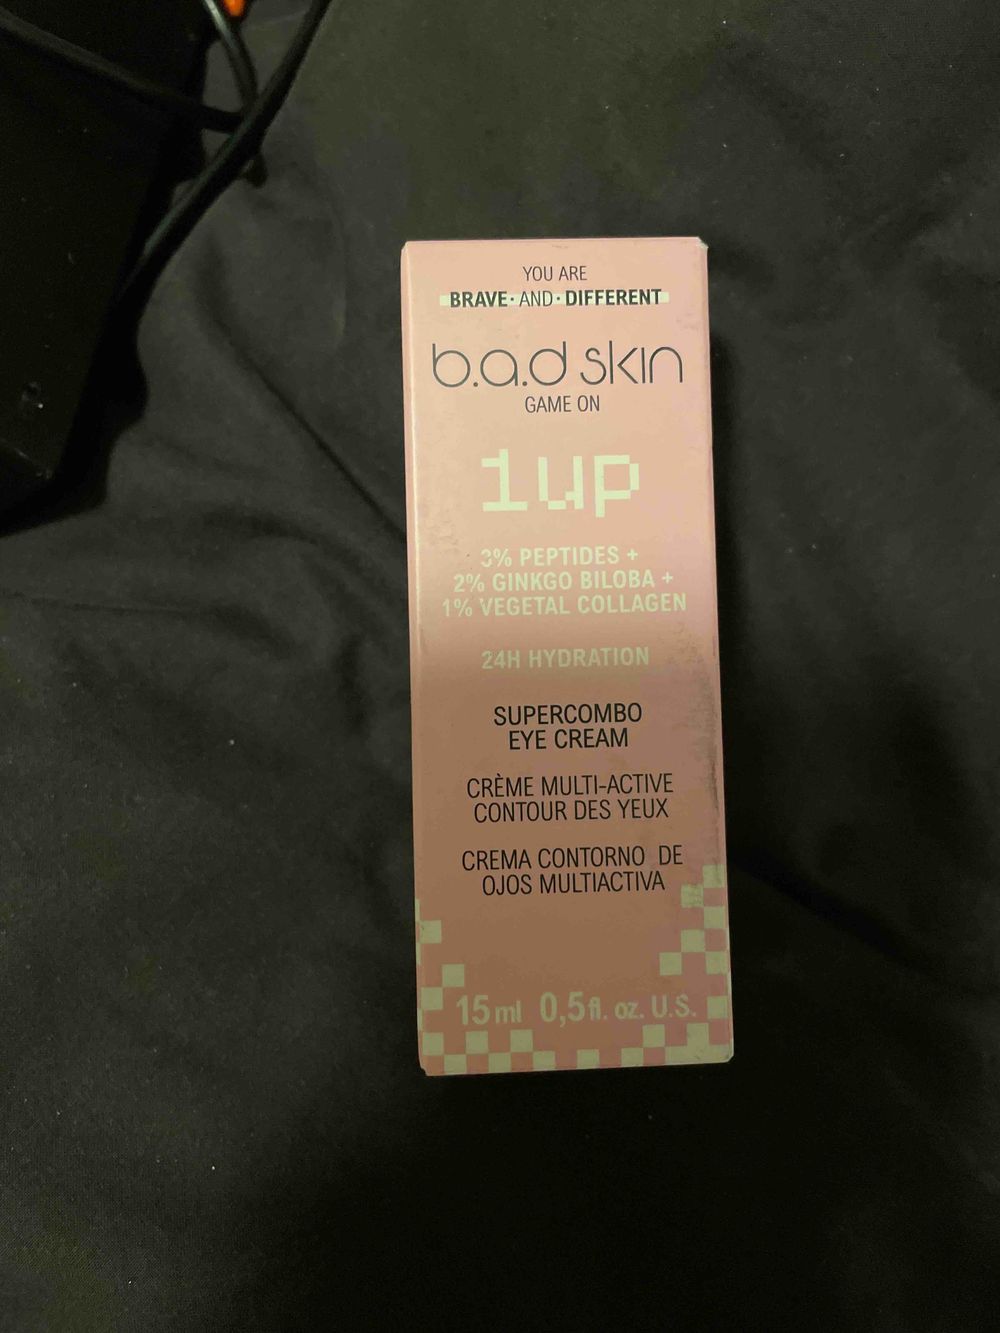 YOU ARE
BRAVE · AND · DIFFERENT
b.a.d skin
GAME ON
1up
3% PEPTIDES +
2% GINKGO BILOBA +
1% VEGETAL COLLAGEN
24H HYDRATION
SUPERCOMBO
EYE CREAM
CRÈME MULTI-ACTIVE
CONTOUR DES YEUX
CREMA CONTORNO DE
OJOS MULTIACTIVA
15ml 0,5fl. oz. U.S.